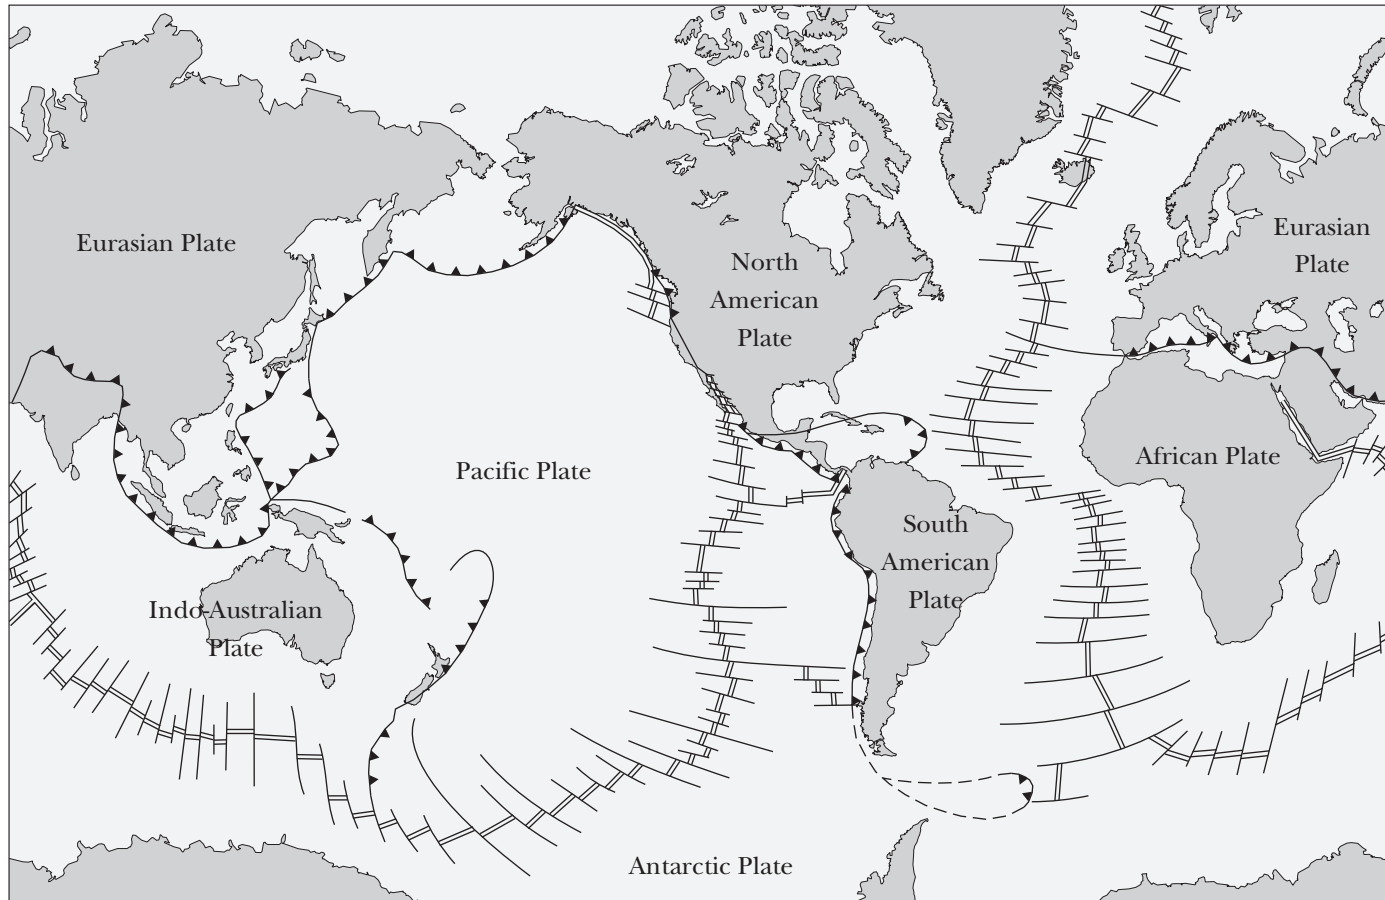 Eurasian Plate
North
American
Plate
Eurasian
Plate
Pacific Plate
African Plate
South
American
Plate
Indo-Australian
Plate
Antarctic Plate